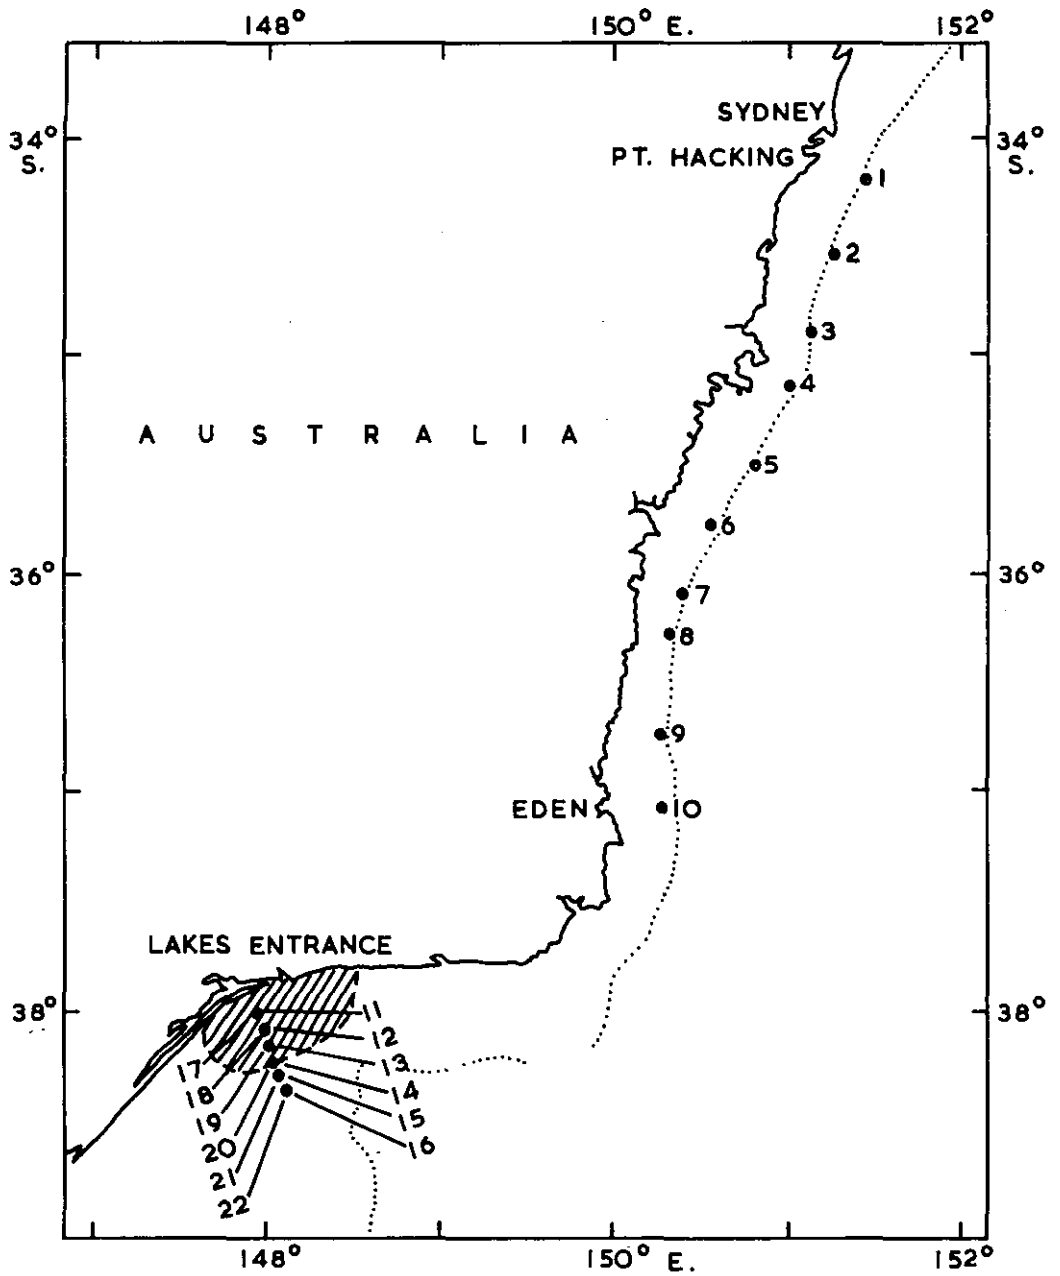 148° 150° E. 152°
SYDNEY
34° S. 34° S.
PT. HACKING
1
2
3
4
A U S T R A L I A
5
6
36° 36°
7
8
9
EDEN 10
LAKES ENTRANCE
38° 38°
11
12
13
14
15
16
17
18
19
20
21
22
148° 150° E. 152°